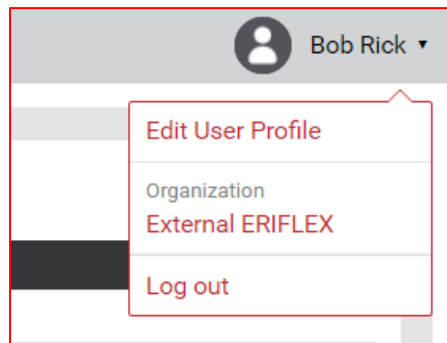 Bob Rick
Edit User Profile
Organization
External ERIFLEX
Log out